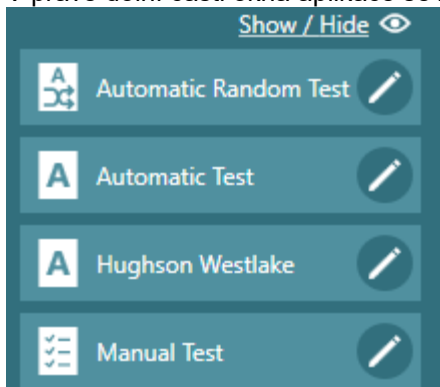 Show / Hide
Automatic Random Test
Automatic Test
Hughson Westlake
Manual Test